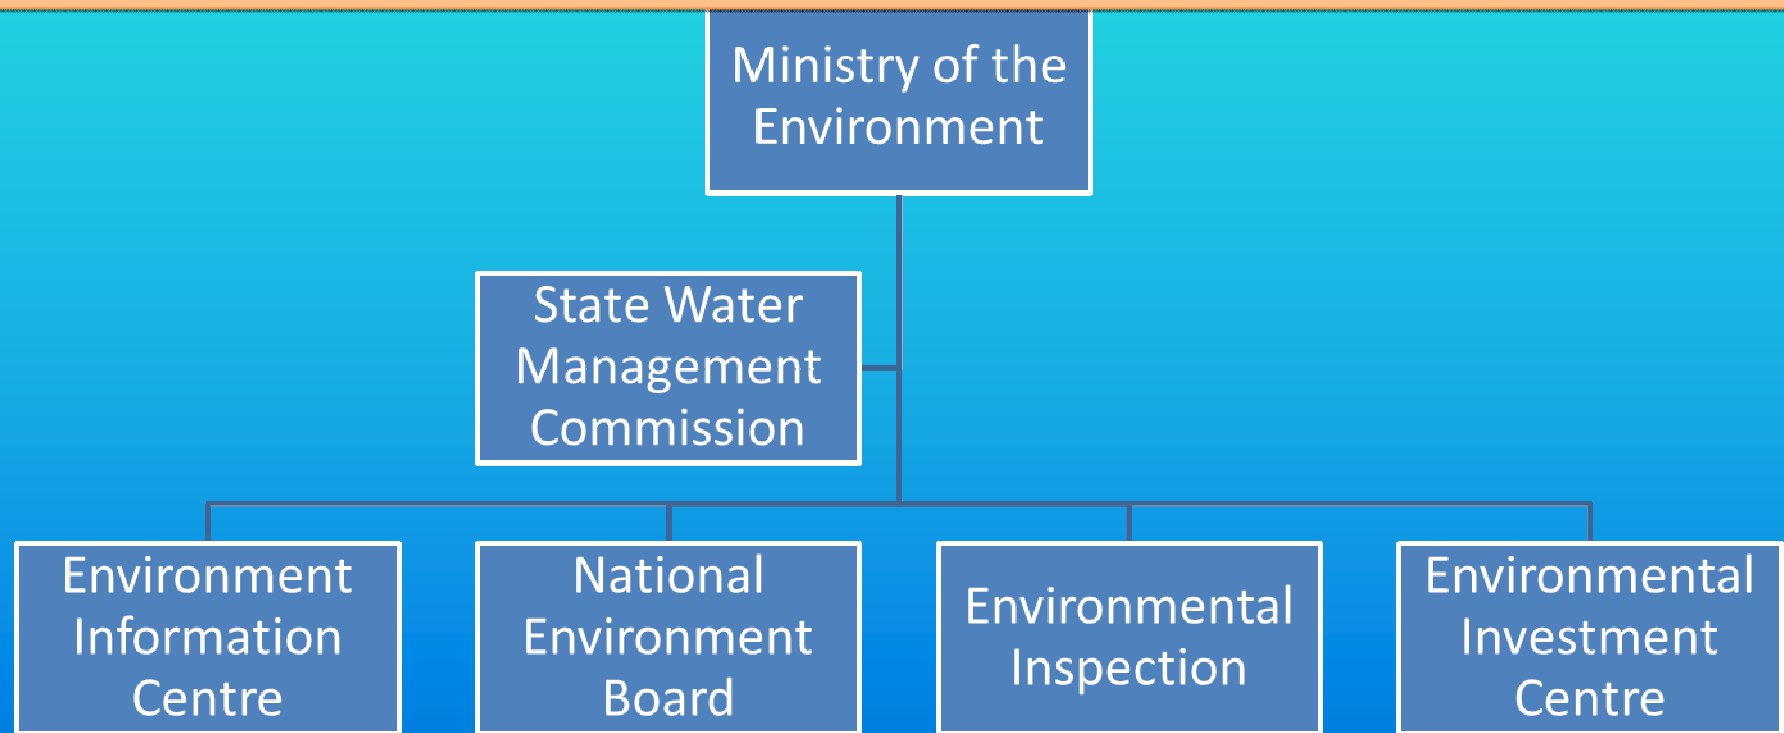 Ministry of the
Environment
State Water
Management
Commission
Environment
Information
Centre
National
Environment
Board
Environmental
Inspection
Environmental
Investment
Centre